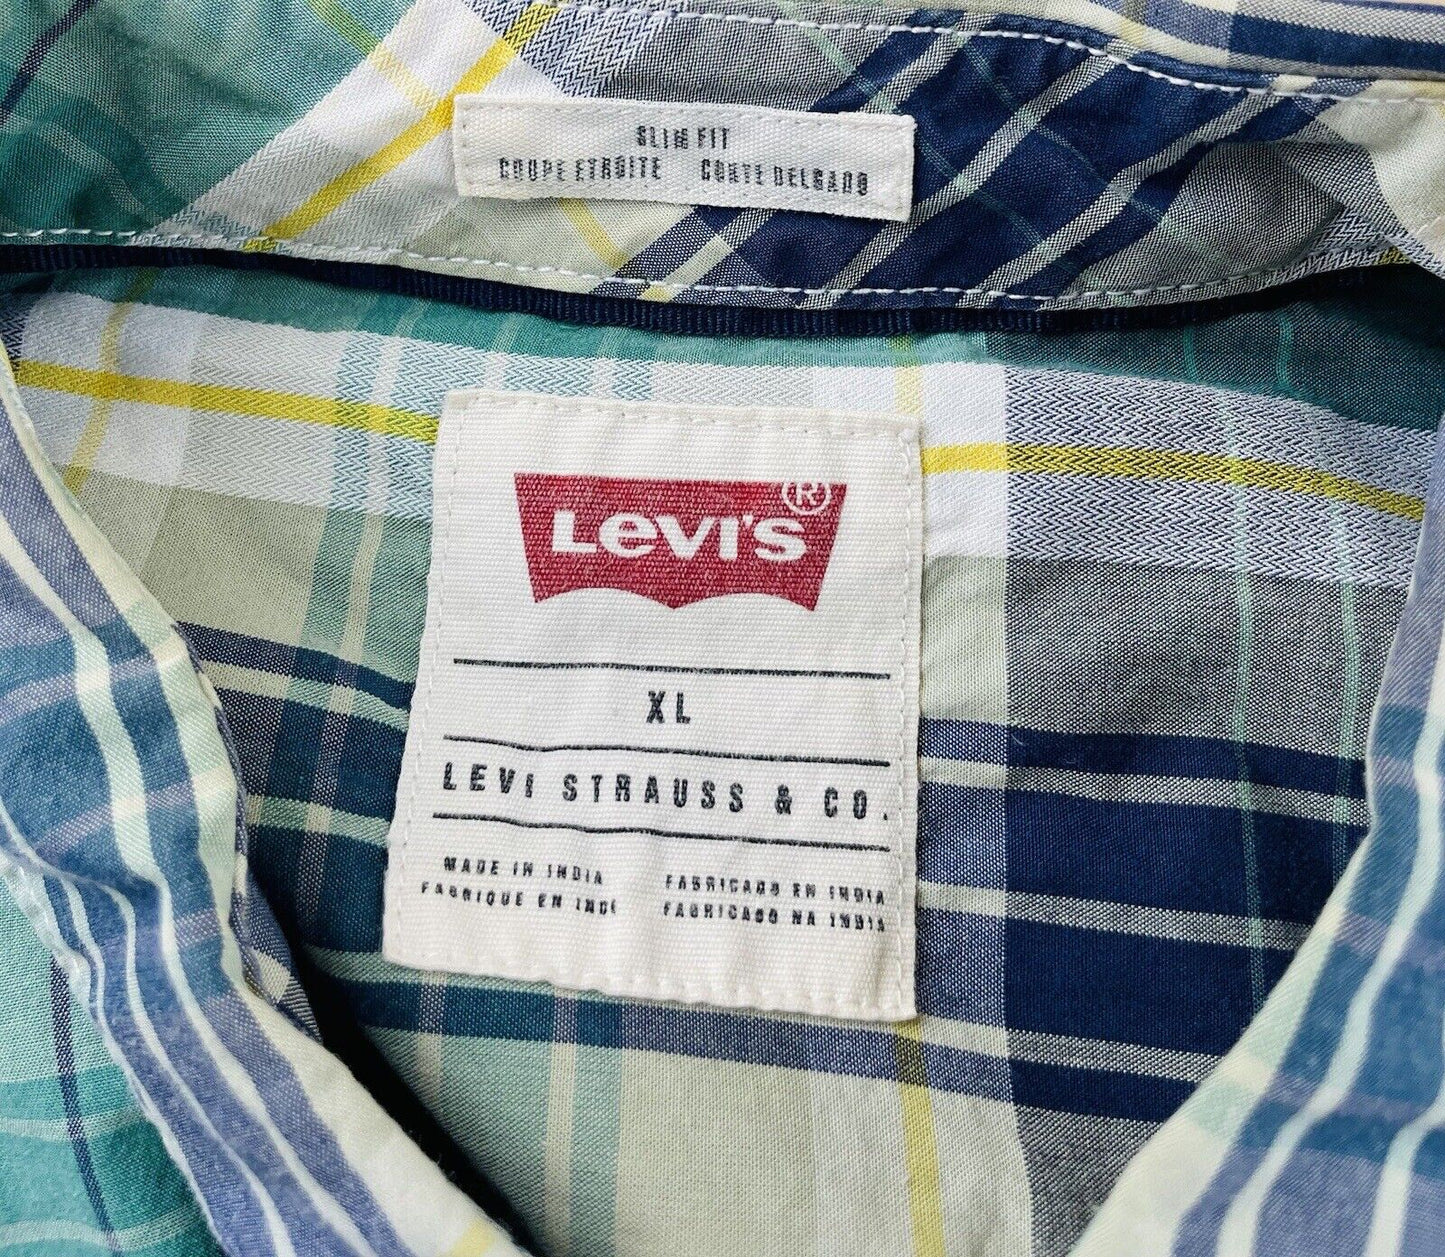 SLIM FIT
COUPE ETROITE CORTE DELGADO
LEVI'S ®
XL
LEVI STRAUSS & CO.
MADE IN INDIA FABRICADO EN INDIA
FABRIQUE EN INDE FABRICADO NA INDIA